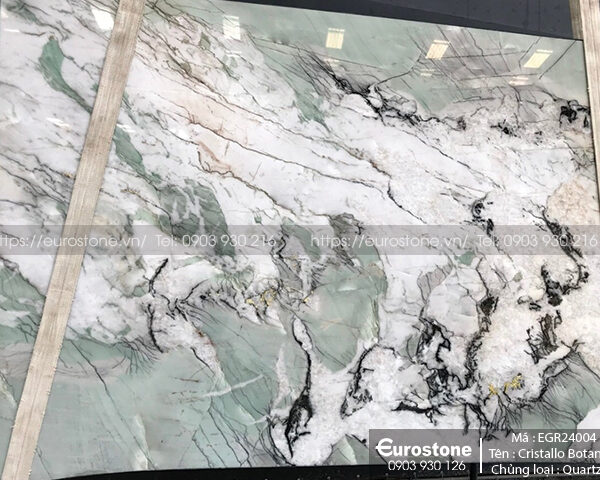 https://eurostone.vn/ Tel: 0903 930 216 https://eurostone.vn/ Tel: 0903 930 216
Eurostone
0903 930 126
Mã : EGR24004
Tên : Cristallo Botan
Chủng loại : Quartz